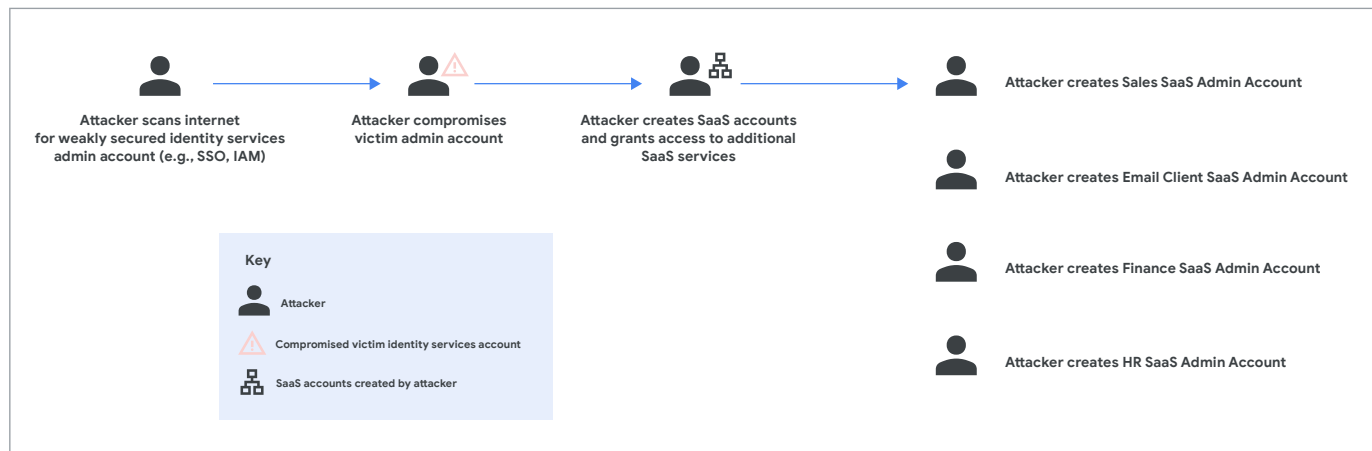 Attacker scans internet
for weakly secured identity services
admin account (e.g., SSO, IAM)
Attacker compromises
victim admin account
Attacker creates SaaS accounts
and grants access to additional
SaaS services
Attacker creates Sales SaaS Admin Account
Attacker creates Email Client SaaS Admin Account
Attacker creates Finance SaaS Admin Account
Attacker creates HR SaaS Admin Account
Key
Attacker
Compromised victim identity services account
SaaS accounts created by attacker